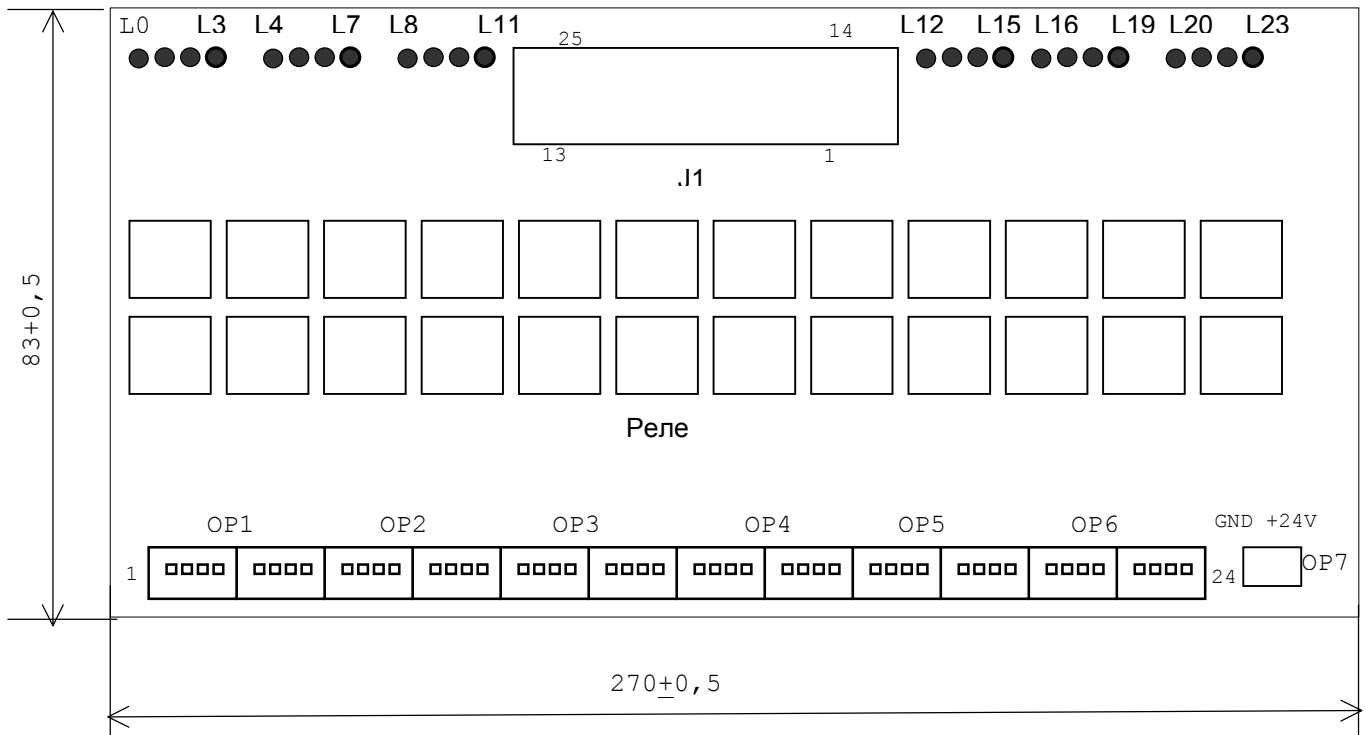 L0 L3 L4 L7 L8 L11 L12 L15 L16 L19 L20 L23
25 14
13 1
J1
83+0,5
Реле
OP1 OP2 OP3 OP4 OP5 OP6 GND +24V
1 24 OP7
270±0,5